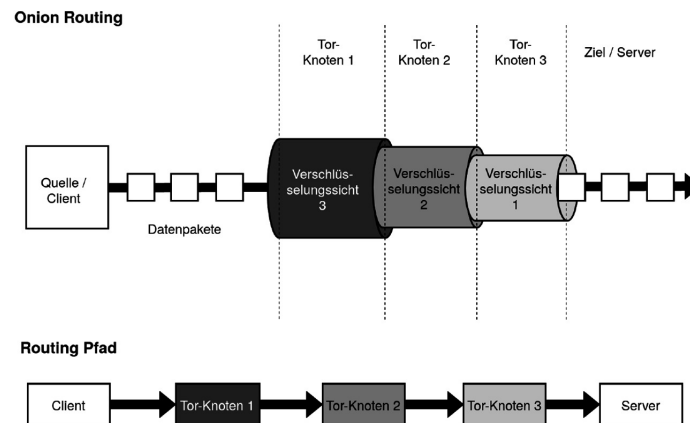 Onion Routing
Tor-
Knoten 1
Tor-
Knoten 2
Tor-
Knoten 3
Ziel / Server
Quelle /
Client
Datenpakete
Verschlüs-
selungssicht
3
Verschlüs-
selungssicht
2
Verschlüs-
selungssicht
1
Routing Pfad
Client
Tor-Knoten 1
Tor-Knoten 2
Tor-Knoten 3
Server